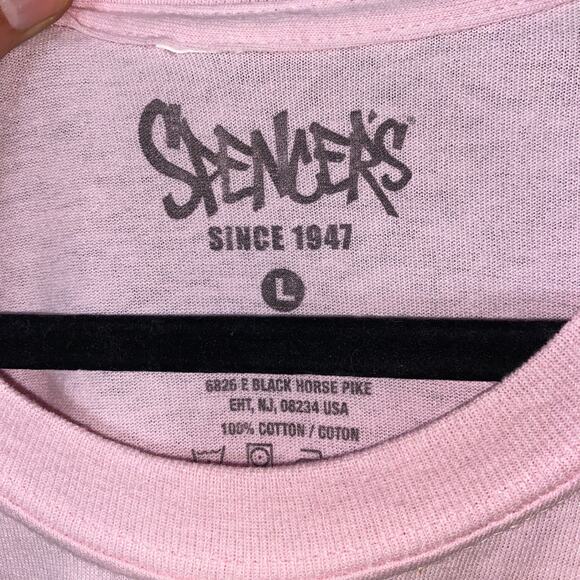 SPENCER'S
SINCE 1947
L
6826 E BLACK HORSE PIKE
EHT, NJ, 08234 USA
100% COTTON / COTON